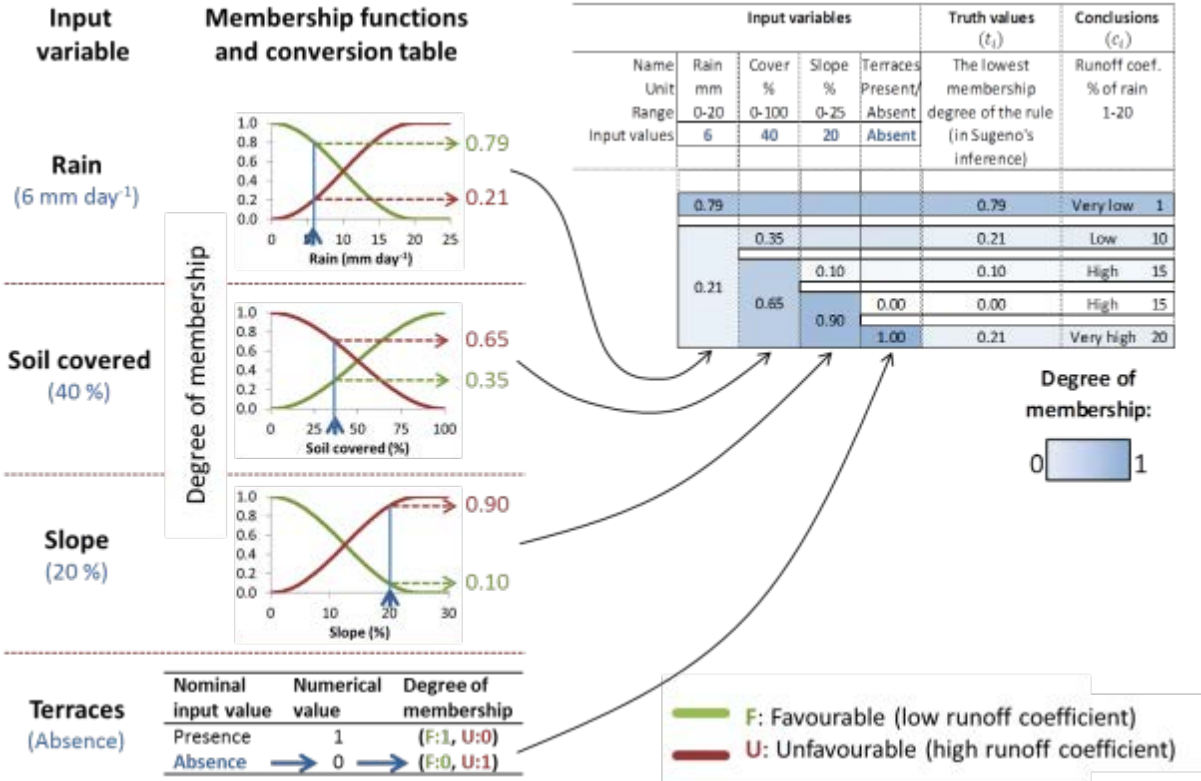 Input
variable
Membership functions
and conversion table
Degree of membership
Rain
(6 mm day⁻¹)
1.0
0.8
0.6
0.4
0.2
0.0
0 5 10 15 20 25
Rain (mm day⁻¹)
0.79
0.21
Soil covered
(40 %)
1.0
0.8
0.6
0.4
0.2
0.0
0 25 50 75 100
Soil covered (%)
0.65
0.35
Slope
(20 %)
1.0
0.8
0.6
0.4
0.2
0.0
0 10 20 30
Slope (%)
0.90
0.10
Terraces
(Absence)
Nominal input value Numerical value Degree of membership
Presence 1 (F:1, U:0)
Absence 0 (F:0, U:1)
Input variables Truth values (tᵢ) Conclusions (cᵢ)
Name Rain Cover Slope Terraces The lowest Runoff coef.
Unit mm % % Present/ membership % of rain
Range 0-20 0-100 0-25 Absent degree of the rule 1-20
Input values 6 40 20 Absent (in Sugeno's
inference)
0.79 0.79 Very low 1
0.35 0.21 Low 10
0.10 0.10 High 15
0.21 0.65
0.00 0.00 High 15
0.90
1.00 0.21 Very high 20
Degree of
membership:
0 1
F: Favourable (low runoff coefficient)
U: Unfavourable (high runoff coefficient)